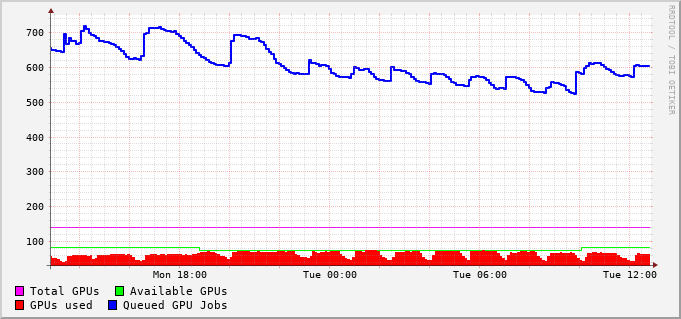 700
600
500
400
300
200
100
Mon 18:00 Tue 00:00 Tue 06:00 Tue 12:00
Total GPUs Available GPUs
GPUs used Queued GPU Jobs
RRDTOOL / TOBI OETIKER